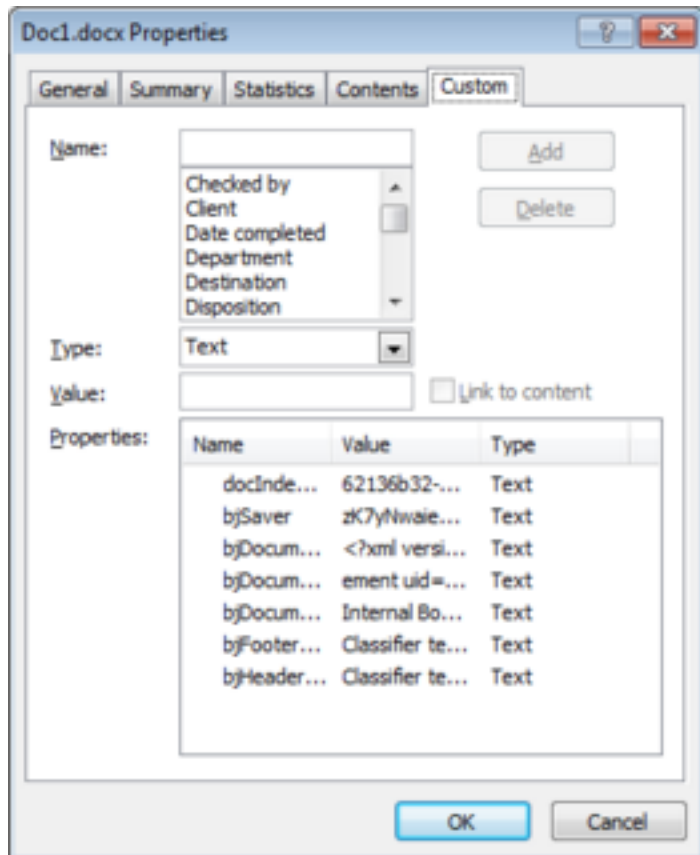 Doc1.docx Properties
General Summary Statistics Contents Custom
Name:
Add
Checked by
Client
Delete
Date completed
Department
Destination
Disposition
Type: Text
Value: Link to content
Properties:
Name Value Type
docInde... 62136b32-... Text
bjSaver zK7yNwaie... Text
bjDocum... <?xml versi... Text
bjDocum... ement uid=... Text
bjDocum... Internal Bo... Text
bjFooter... Classifier te... Text
bjHeader... Classifier te... Text
OK Cancel